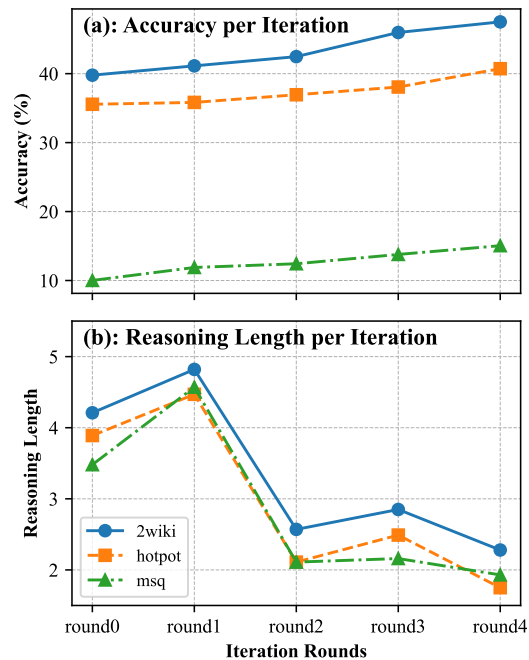 (a): Accuracy per Iteration
40
30
20
10
Accuracy (%)
(b): Reasoning Length per Iteration
5
4
3
2
Reasoning Length
2wiki
hotpot
msq
round0 round1 round2 round3 round4
Iteration Rounds